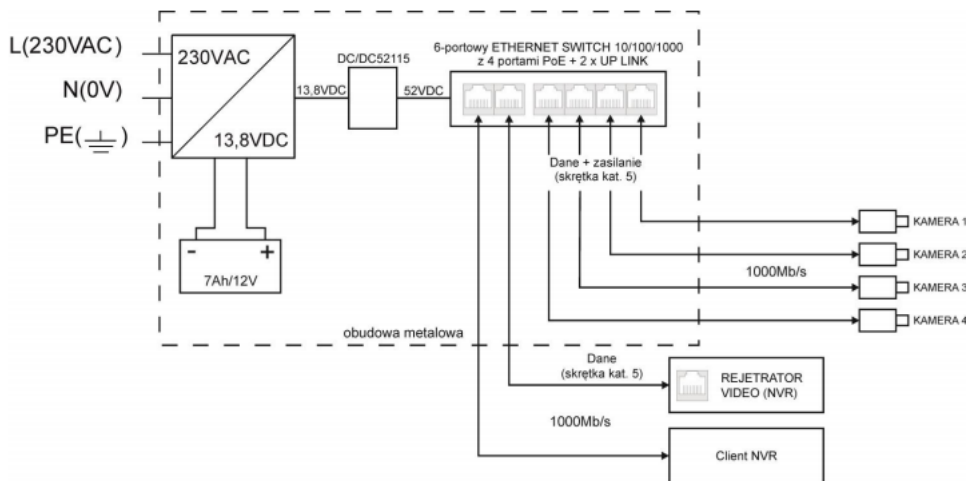 L(230VAC)
N(0V)
PE( )
230VAC
13,8VDC
13,8VDC
DC/DC52115
52VDC
6-portowy ETHERNET SWITCH 10/100/1000
z 4 portami PoE + 2 x UP LINK
Dane + zasilanie
(skrętka kat. 5)
- +
7Ah/12V
obudowa metalowa
KAMERA 1
KAMERA 2
1000Mb/s
KAMERA 3
KAMERA 4
Dane
(skrętka kat. 5)
REJETRATOR
VIDEO (NVR)
1000Mb/s
Client NVR